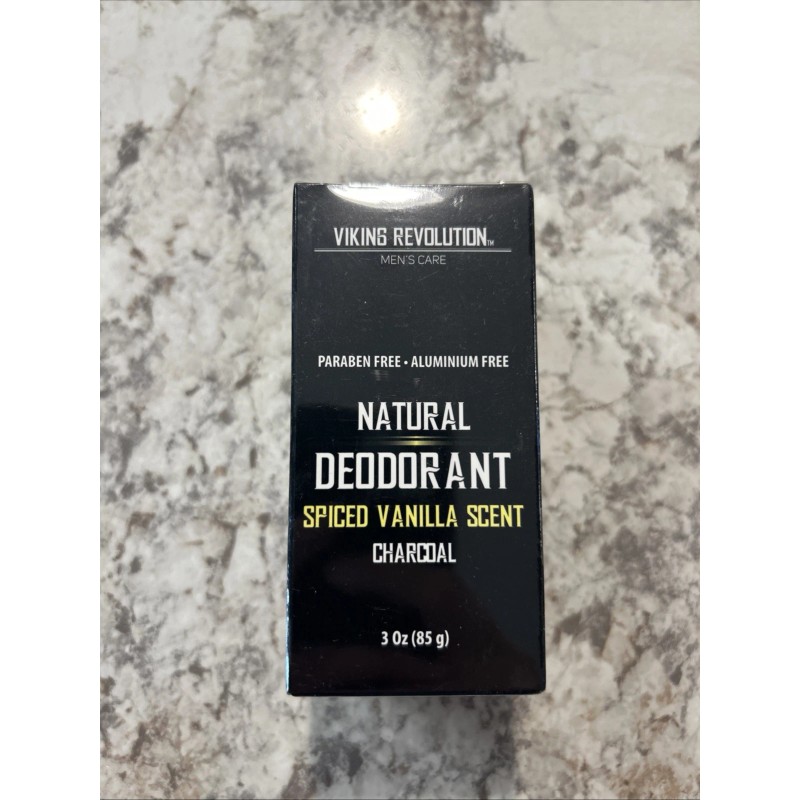 VIKING REVOLUTION™
MEN'S CARE
PARABEN FREE • ALUMINIUM FREE
NATURAL
DEODORANT
SPICED VANILLA SCENT
CHARCOAL
3 Oz (85 g)